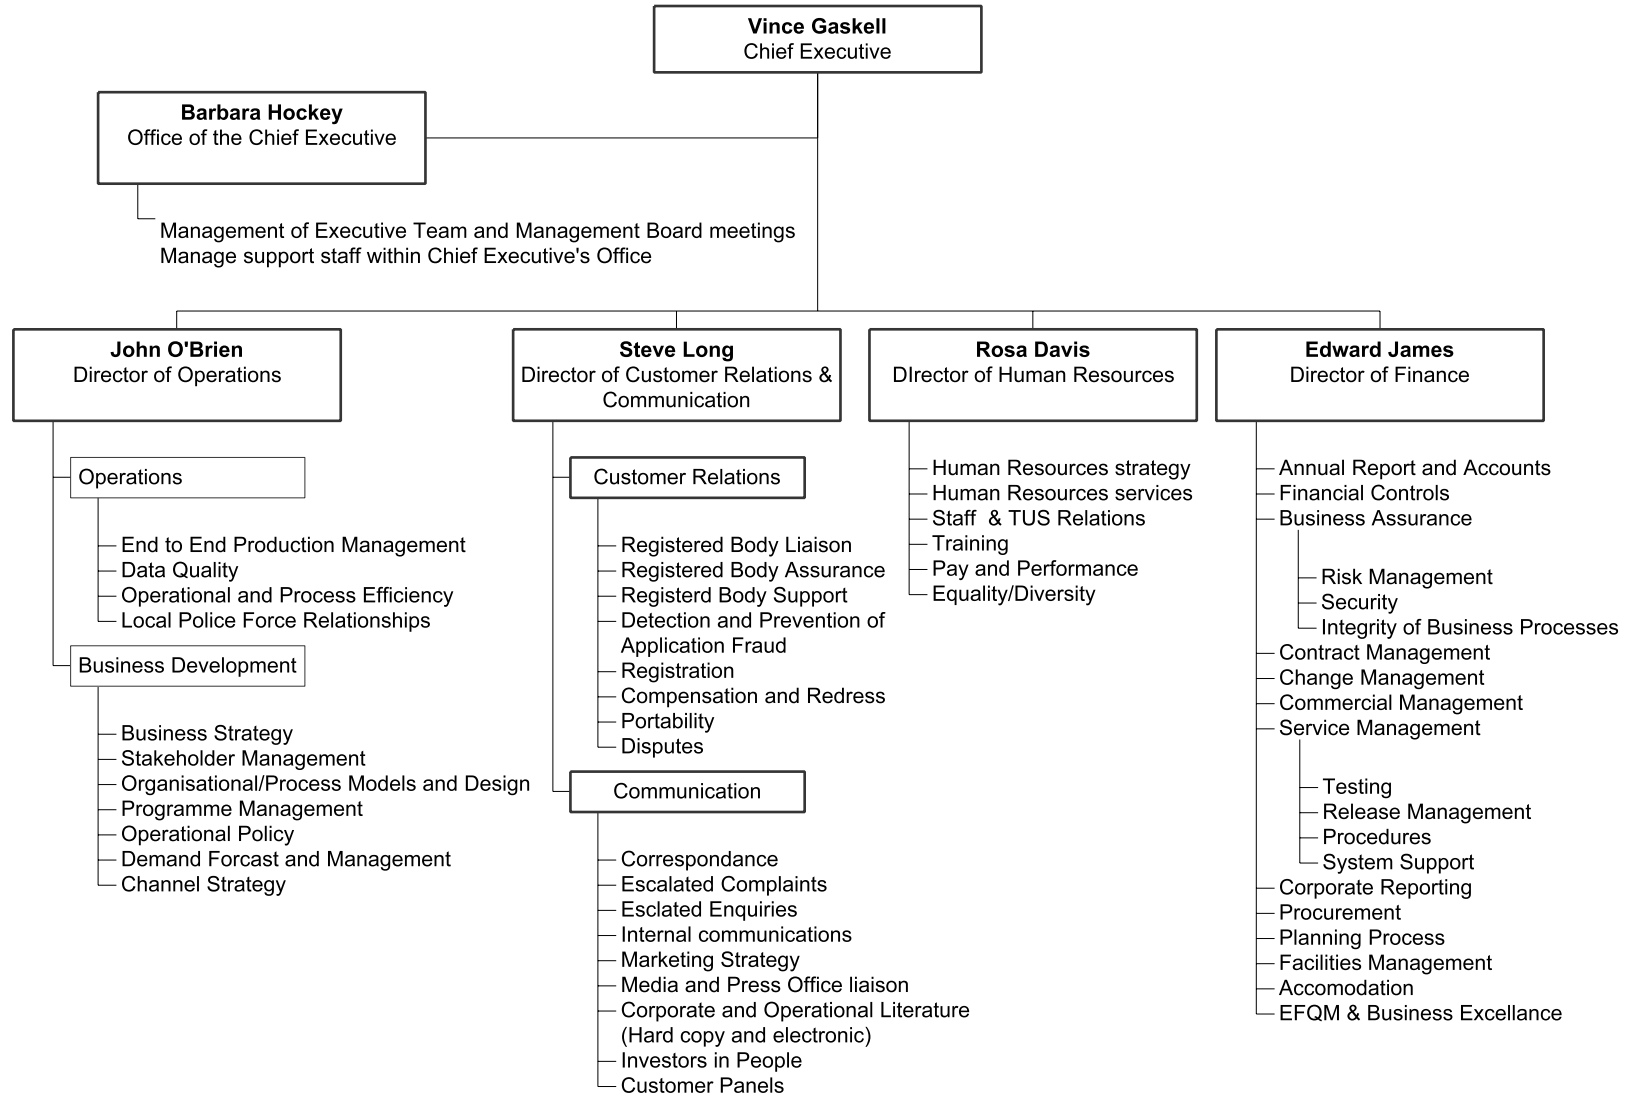 Vince Gaskell
Chief Executive
Barbara Hockey
Office of the Chief Executive
Management of Executive Team and Management Board meetings
Manage support staff within Chief Executive's Office
John O'Brien
Director of Operations
Operations
End to End Production Management
Data Quality
Operational and Process Efficiency
Local Police Force Relationships
Business Development
Business Strategy
Stakeholder Management
Organisational/Process Models and Design
Programme Management
Operational Policy
Demand Forcast and Management
Channel Strategy
Steve Long
Director of Customer Relations &
Communication
Customer Relations
Registered Body Liaison
Registered Body Assurance
Registerd Body Support
Detection and Prevention of
Application Fraud
Registration
Compensation and Redress
Portability
Disputes
Communication
Correspondance
Escalated Complaints
Esclated Enquiries
Internal communications
Marketing Strategy
Media and Press Office liaison
Corporate and Operational Literature
(Hard copy and electronic)
Investors in People
Customer Panels
Rosa Davis
DIrector of Human Resources
Human Resources strategy
Human Resources services
Staff  & TUS Relations
Training
Pay and Performance
Equality/Diversity
Edward James
Director of Finance
Annual Report and Accounts
Financial Controls
Business Assurance
Risk Management
Security
Integrity of Business Processes
Contract Management
Change Management
Commercial Management
Service Management
Testing
Release Management
Procedures
System Support
Corporate Reporting
Procurement
Planning Process
Facilities Management
Accomodation
EFQM & Business Excellance